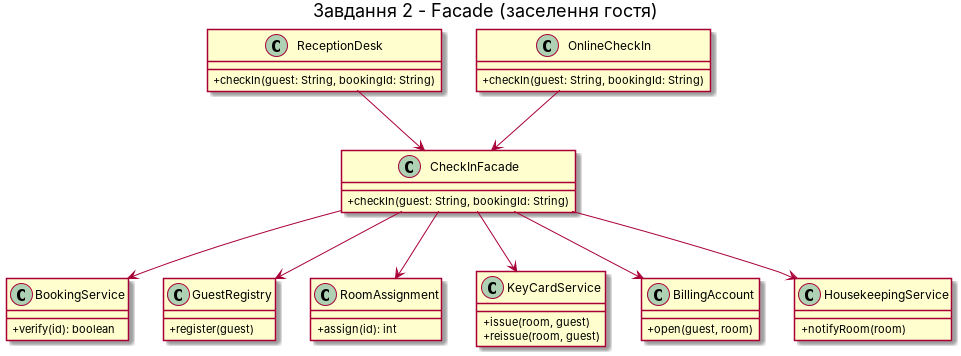 Завдання 2 - Facade (заселення гостя)
C ReceptionDesk
+checkIn(guest: String, bookingId: String)
C OnlineCheckIn
+checkIn(guest: String, bookingId: String)
C CheckInFacade
+checkIn(guest: String, bookingId: String)
C BookingService
+verify(id): boolean
C GuestRegistry
+register(guest)
C RoomAssignment
+assign(id): int
C KeyCardService
+issue(room, guest)
+reissue(room, guest)
C BillingAccount
+open(guest, room)
C HousekeepingService
+notifyRoom(room)